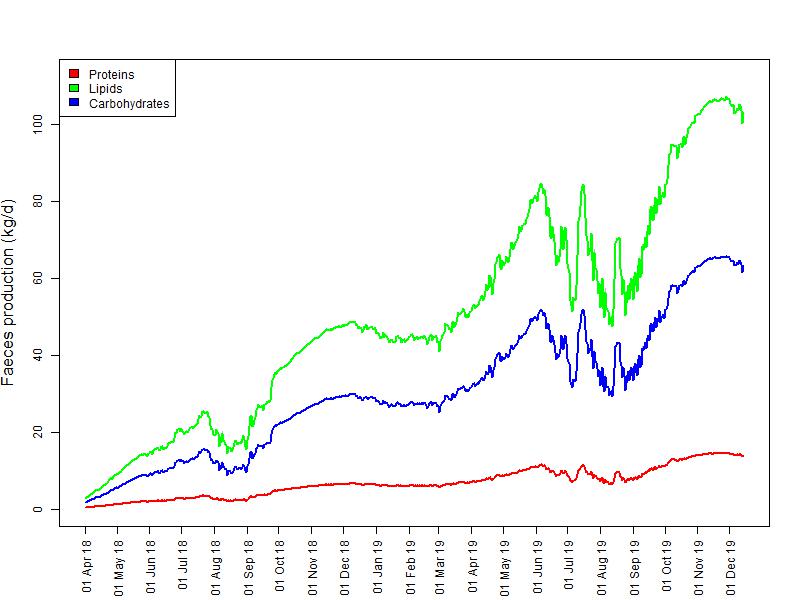 Proteins
Lipids
Carbohydrates
Faeces production (kg/d)
100
80
60
40
20
0
01 Apr 18
01 May 18
01 Jun 18
01 Jul 18
01 Aug 18
01 Sep 18
01 Oct 18
01 Nov 18
01 Dec 18
01 Jan 19
01 Feb 19
01 Mar 19
01 Apr 19
01 May 19
01 Jun 19
01 Jul 19
01 Aug 19
01 Sep 19
01 Oct 19
01 Nov 19
01 Dec 19